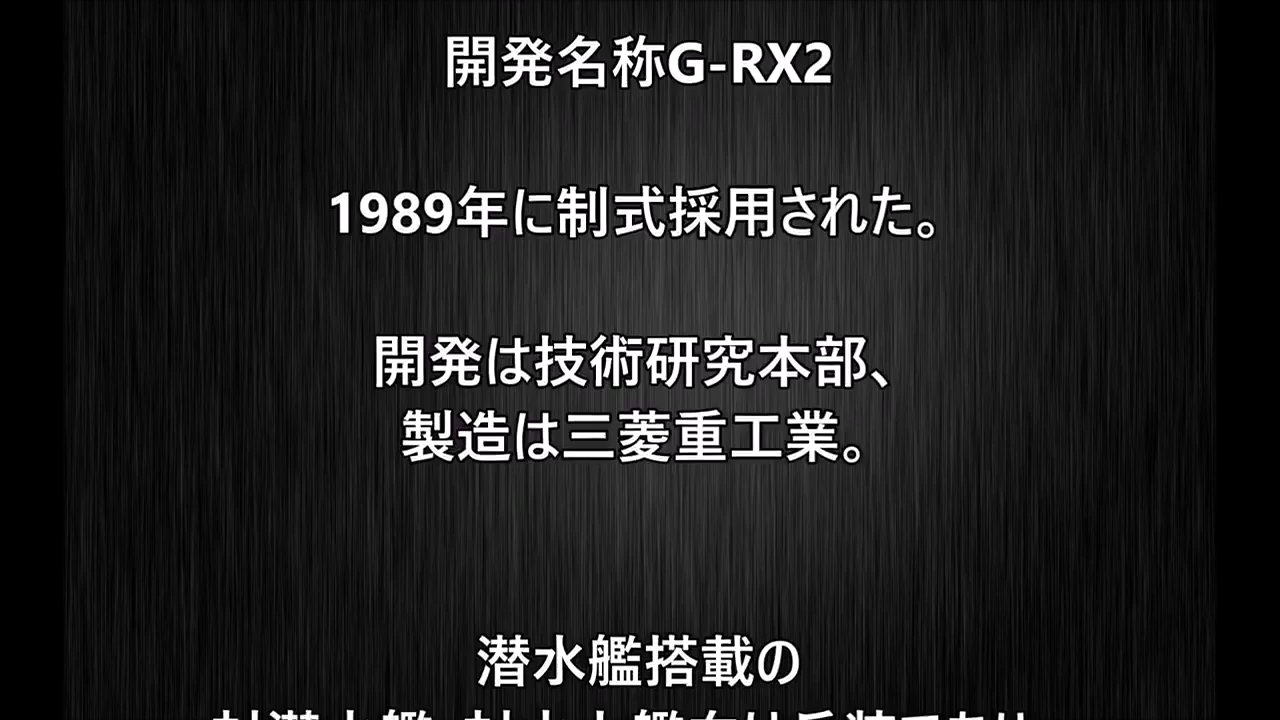 開発名称G-RX2
1989年に制式採用された。
開発は技術研究本部、
製造は三菱重工業。
潜水艦搭載の